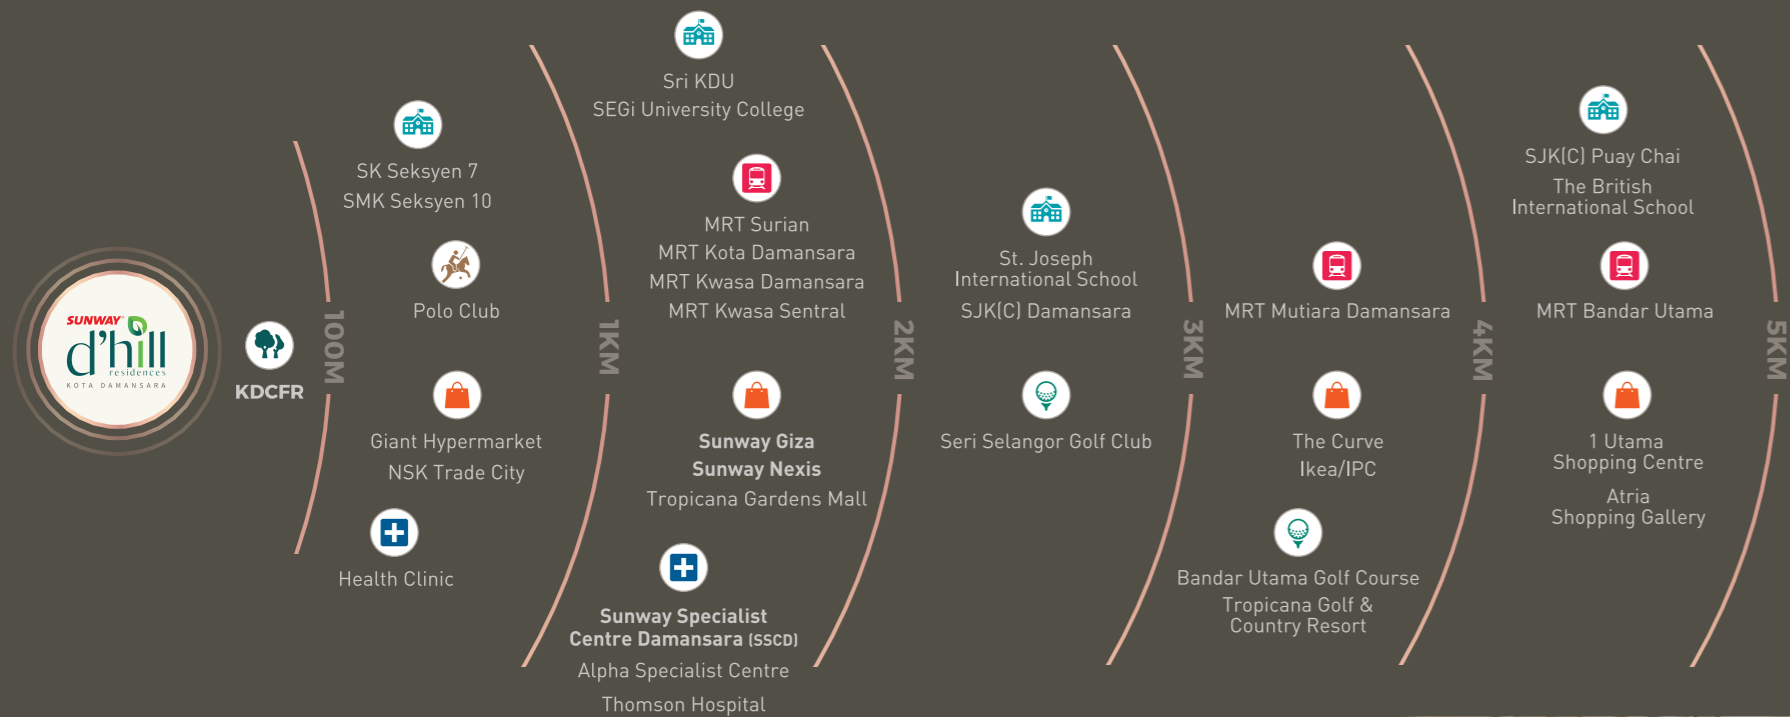 SUNWAY
d'hill
residences
KOTA DAMANSARA
KDCFR
100M
SK Seksyen 7
SMK Seksyen 10
Polo Club
Giant Hypermarket
NSK Trade City
Health Clinic
1KM
Sri KDU
SEGi University College
MRT Surian
MRT Kota Damansara
MRT Kwasa Damansara
MRT Kwasa Sentral
Sunway Giza
Sunway Nexis
Tropicana Gardens Mall
Sunway Specialist
Centre Damansara (SSCD)
Alpha Specialist Centre
Thomson Hospital
2KM
St. Joseph
International School
SJK(C) Damansara
Seri Selangor Golf Club
3KM
MRT Mutiara Damansara
The Curve
Ikea/IPC
Bandar Utama Golf Course
Tropicana Golf &
Country Resort
4KM
SJK(C) Puay Chai
The British
International School
MRT Bandar Utama
1 Utama
Shopping Centre
Atria
Shopping Gallery
5KM